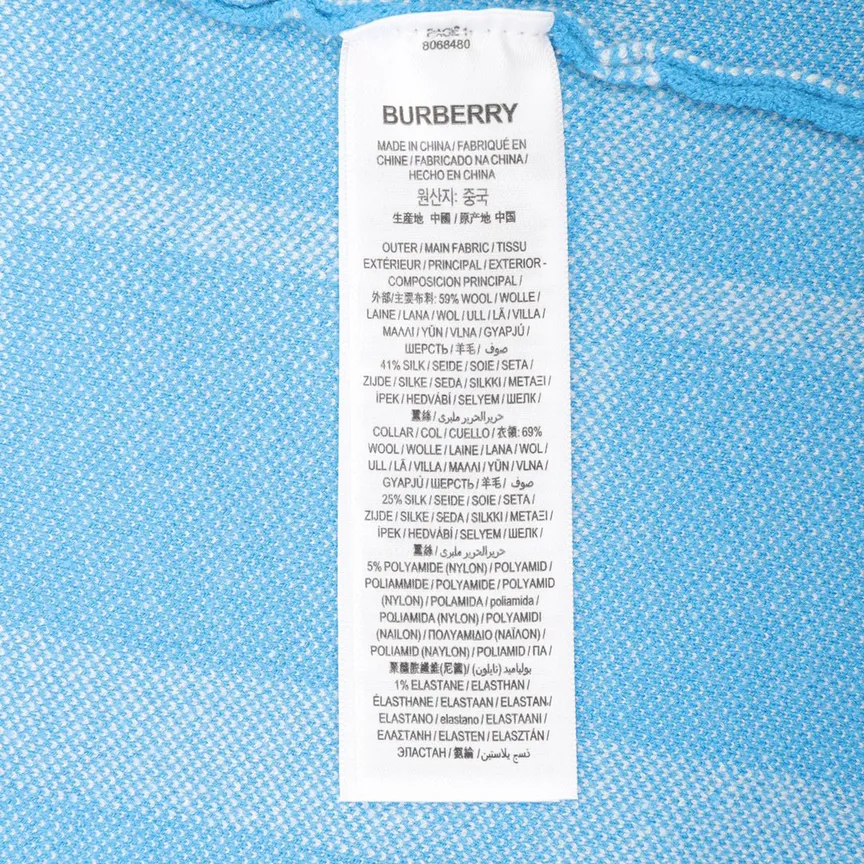 PAGE 1
8068480
BURBERRY
MADE IN CHINA / FABRIQUÉ EN
CHINE / FABRICADO NA CHINA /
HECHO EN CHINA
원산지: 중국
生産地 中國 / 原产地 中国
OUTER / MAIN FABRIC / TISSU
EXTÉRIEUR / PRINCIPAL / EXTERIOR -
COMPOSICION PRINCIPAL /
外部/主要布料: 59% WOOL / WOLLE /
LAINE / LANA / WOL / ULL / LÃ / VILLA /
ΜΑΛΛΙ / YÜN / VLNA / GYAPJÚ /
ШЕРСТЬ / 羊毛 / صوف
41% SILK / SEIDE / SOIE / SETA /
ZIJDE / SILKE / SEDA / SILKKI / ΜΕΤΑΞΙ /
İPEK / HEDVÁBÍ / SELYEM / ШЕЛК /
蠶絲 / حرير/الحرير ملبري
COLLAR / COL / CUELLO / 衣領: 69%
WOOL / WOLLE / LAINE / LANA / WOL /
ULL / LÃ / VILLA / ΜΑΛΛΙ / YÜN / VLNA /
GYAPJÚ / ШЕРСТЬ / 羊毛 / صوف
25% SILK / SEIDE / SOIE / SETA /
ZIJDE / SILKE / SEDA / SILKKI / ΜΕΤΑΞΙ /
İPEK / HEDVÁBÍ / SELYEM / ШЕЛК /
蠶絲 / حرير/الحرير ملبري
5% POLYAMIDE (NYLON) / POLYAMID /
POLIAMMIDE / POLYAMIDE / POLYAMID
(NYLON) / POLAMIDA / poliamida /
POLIAMIDA (NYLON) / POLYAMIDI
(NAILON) / ΠΟΛΥΑΜΙΔΙΟ (ΝΑΪΛΟΝ) /
POLIAMID (NAYLON) / POLIAMID / ПА /
聚醯胺纖維(尼龍)/ بولياميد (نايلون)
1% ELASTANE / ELASTHAN /
ÉLASTHANE / ELASTAAN / ELASTAN /
ELASTANO / elastano / ELASTAANI /
ΕΛΑΣΤΑΝΗ / ELASTEN / ELASZTÁN /
ЭЛАСТАН / 氨綸 / نسج بلاستين